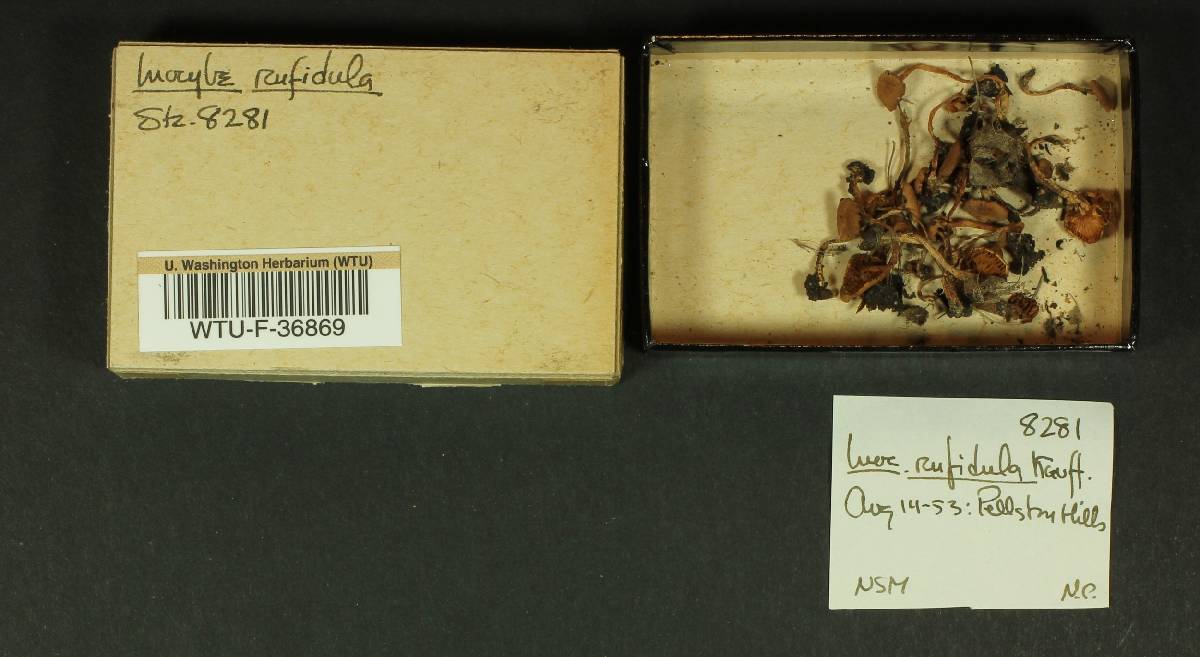 Inocybe rufidula
Stz. 8281
U. Washington Herbarium (WTU)
WTU-F-36869
8281
Inoc. rufidula Kauff.
Aug 14-53: Pellston Hills
NSM N.C.